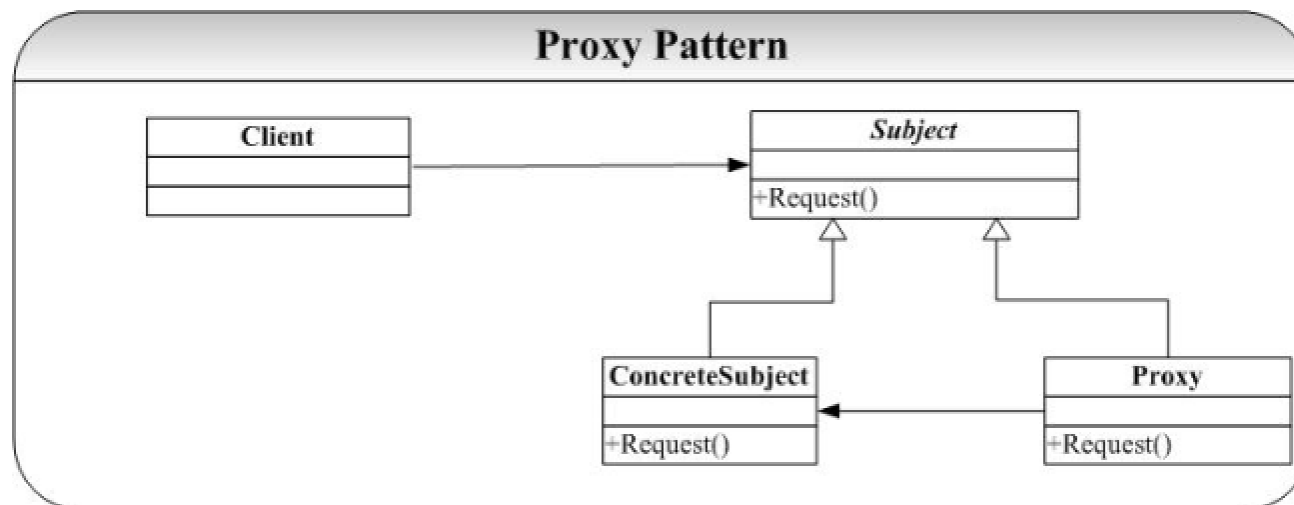 Proxy Pattern
Client
Subject
+Request()
ConcreteSubject
+Request()
Proxy
+Request()